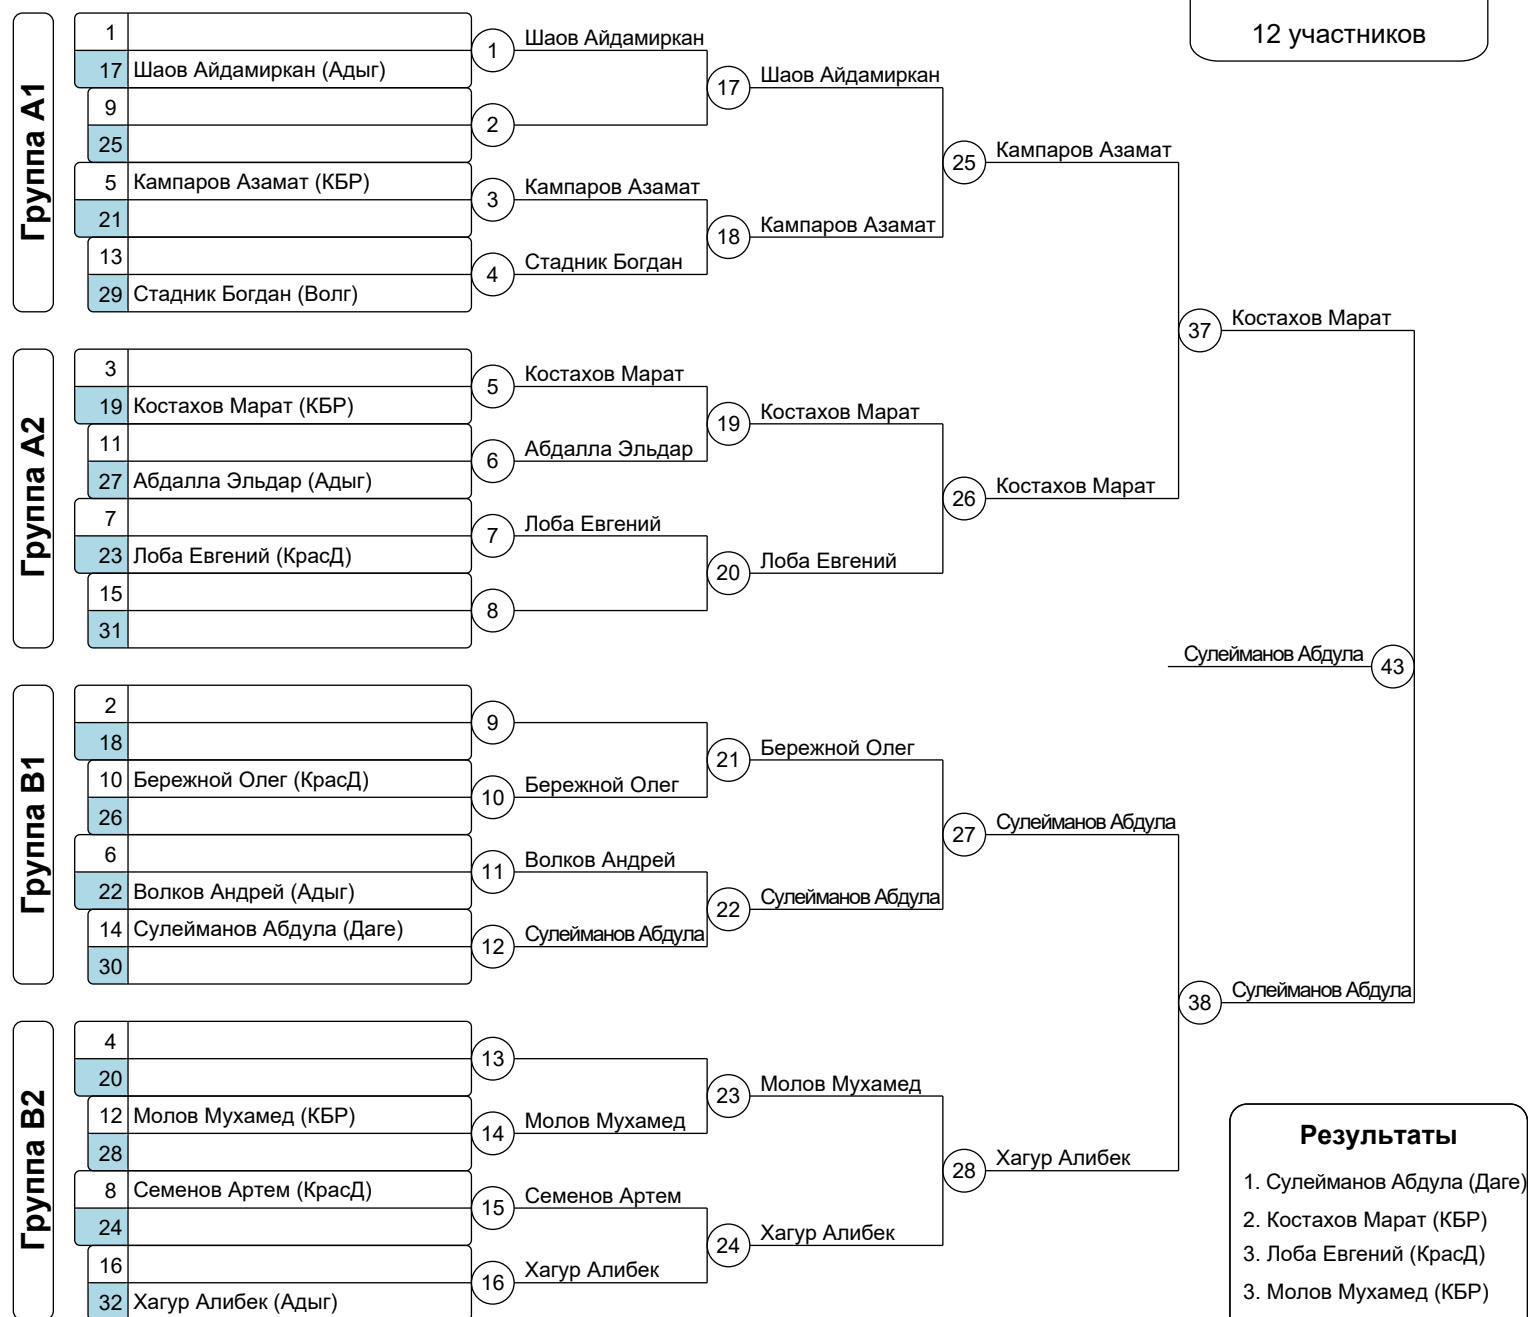 12 участников
Группа A1
1
17 Шаов Айдамиркан (Адыг)
9
25
5 Кампаров Азамат (КБР)
21
13
29 Стадник Богдан (Волг)
1 Шаов Айдамиркан
2
3 Кампаров Азамат
4 Стадник Богдан
17 Шаов Айдамиркан
18 Кампаров Азамат
25 Кампаров Азамат
Группа A2
3
19 Костахов Марат (КБР)
11
27 Абдалла Эльдар (Адыг)
7
23 Лоба Евгений (КрасД)
15
31
5 Костахов Марат
6 Абдалла Эльдар
7 Лоба Евгений
8
19 Костахов Марат
20 Лоба Евгений
26 Костахов Марат
37 Костахов Марат
Сулейманов Абдула 43
Группа B1
2
18
10 Бережной Олег (КрасД)
26
6
22 Волков Андрей (Адыг)
14 Сулейманов Абдула (Даге)
30
9
10 Бережной Олег
11 Волков Андрей
12 Сулейманов Абдула
21 Бережной Олег
22 Сулейманов Абдула
27 Сулейманов Абдула
38 Сулейманов Абдула
Группа B2
4
20
12 Молов Мухамед (КБР)
28
8 Семенов Артем (КрасД)
24
16
32 Хагур Алибек (Адыг)
13
14 Молов Мухамед
15 Семенов Артем
16 Хагур Алибек
23 Молов Мухамед
24 Хагур Алибек
28 Хагур Алибек
Результаты
1. Сулейманов Абдула (Даге)
2. Костахов Марат (КБР)
3. Лоба Евгений (КрасД)
3. Молов Мухамед (КБР)